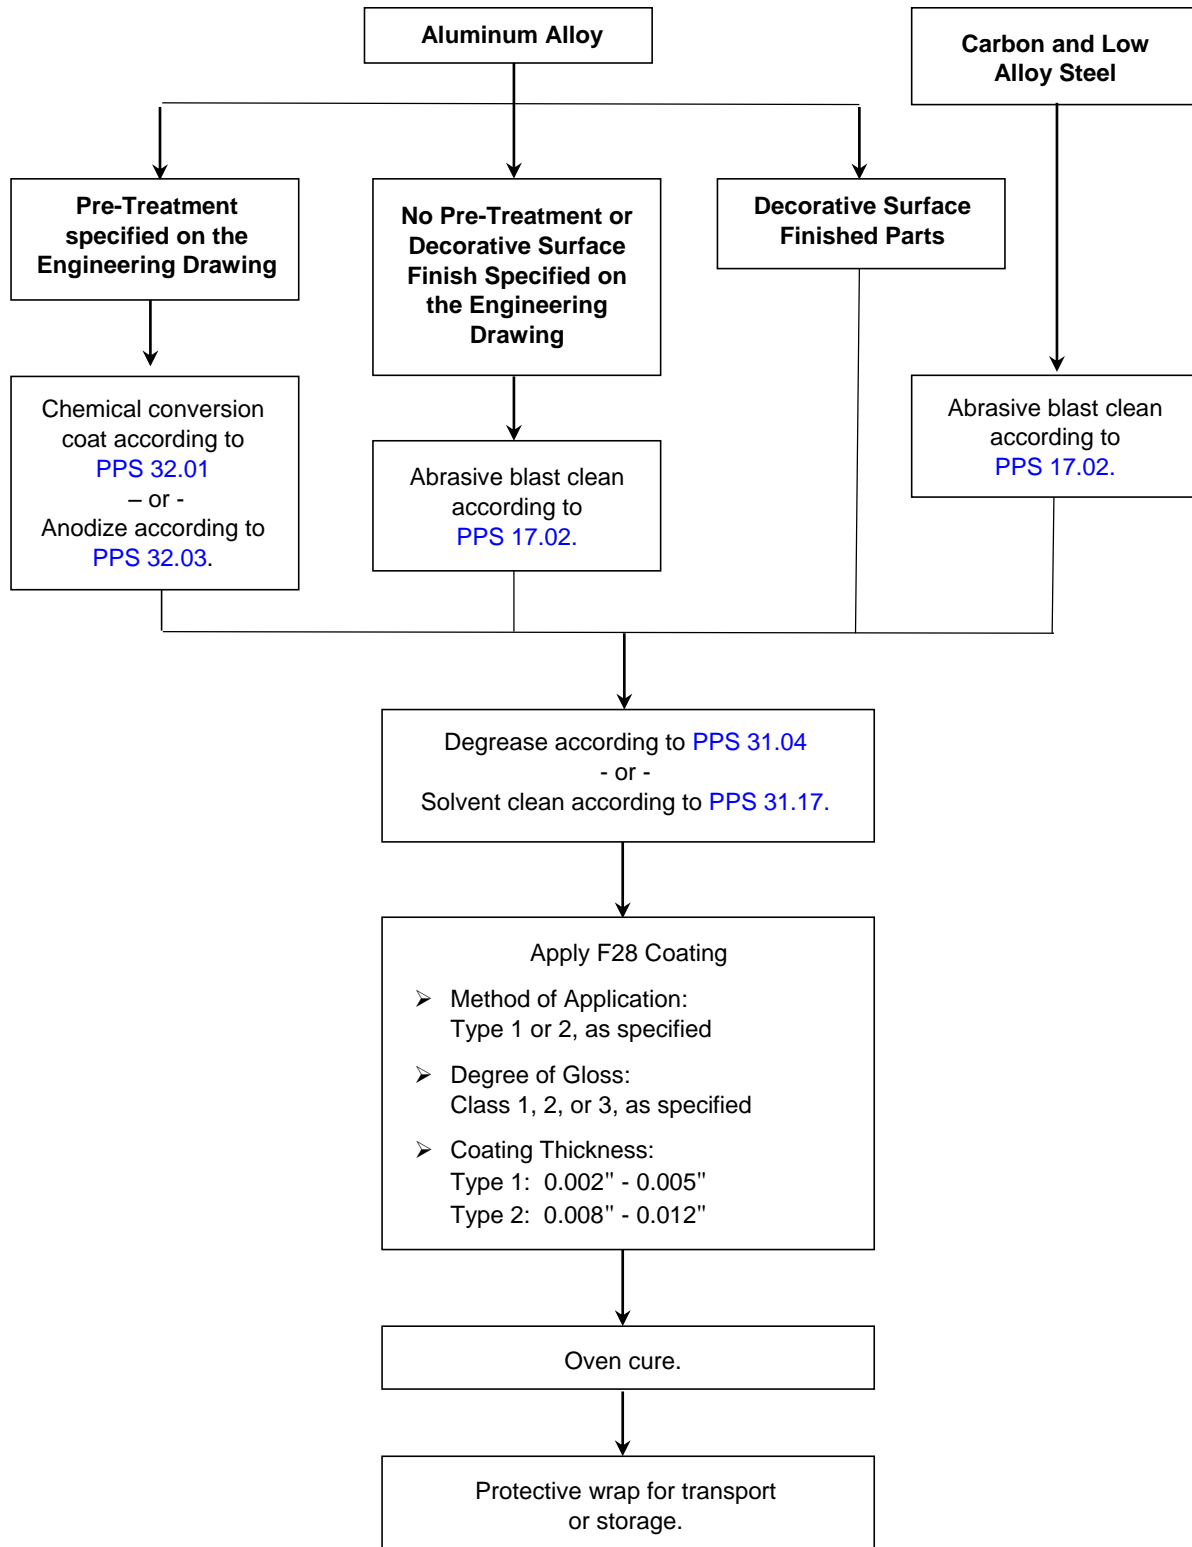 Aluminum Alloy
Carbon and Low
Alloy Steel
Pre-Treatment
specified on the
Engineering Drawing
No Pre-Treatment or
Decorative Surface
Finish Specified on
the Engineering
Drawing
Decorative Surface
Finished Parts
Chemical conversion
coat according to
PPS 32.01
– or -
Anodize according to
PPS 32.03.
Abrasive blast clean
according to
PPS 17.02.
Abrasive blast clean
according to
PPS 17.02.
Degrease according to PPS 31.04
- or -
Solvent clean according to PPS 31.17.
Apply F28 Coating
➢ Method of Application:
Type 1 or 2, as specified
➢ Degree of Gloss:
Class 1, 2, or 3, as specified
➢ Coating Thickness:
Type 1: 0.002" - 0.005"
Type 2: 0.008" - 0.012"
Oven cure.
Protective wrap for transport
or storage.